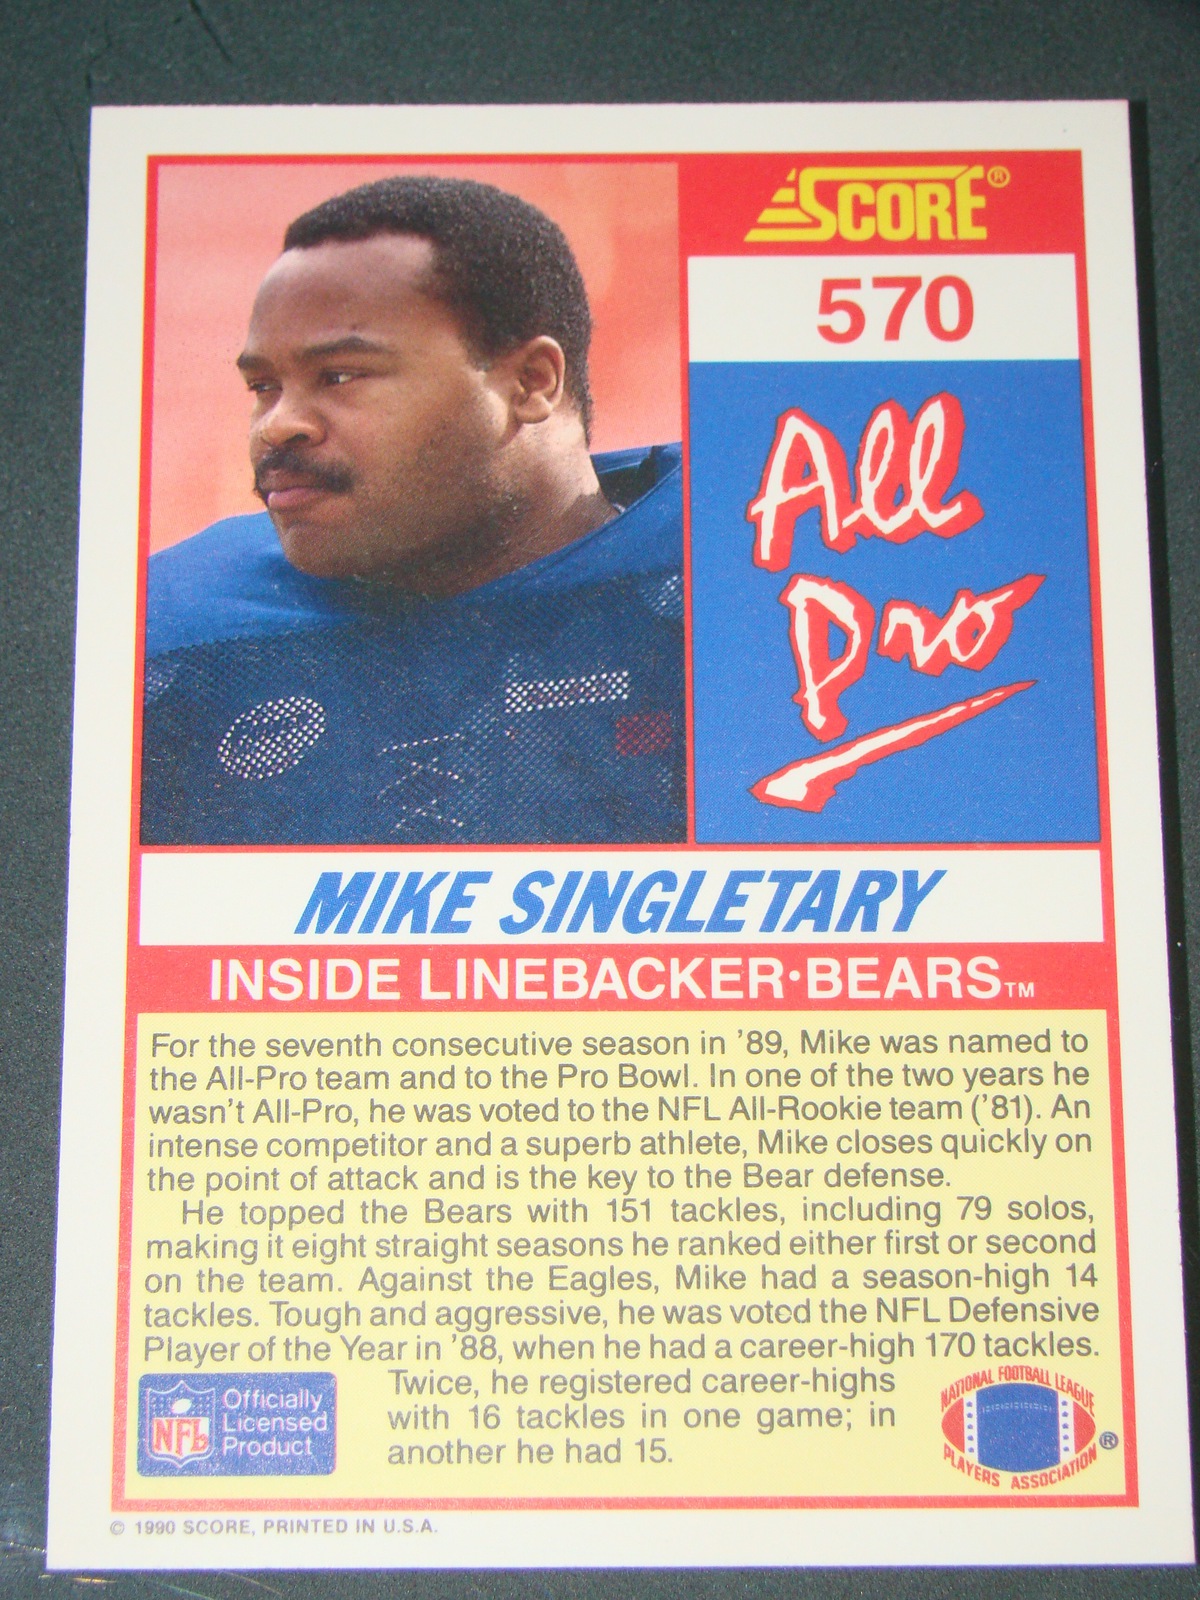 SCORE®
570
All
Pro
MIKE SINGLETARY
INSIDE LINEBACKER•BEARS™
For the seventh consecutive season in '89, Mike was named to
the All-Pro team and to the Pro Bowl. In one of the two years he
wasn't All-Pro, he was voted to the NFL All-Rookie team ('81). An
intense competitor and a superb athlete, Mike closes quickly on
the point of attack and is the key to the Bear defense.
He topped the Bears with 151 tackles, including 79 solos,
making it eight straight seasons he ranked either first or second
on the team. Against the Eagles, Mike had a season-high 14
tackles. Tough and aggressive, he was voted the NFL Defensive
Player of the Year in '88, when he had a career-high 170 tackles.
Twice, he registered career-highs
with 16 tackles in one game; in
another he had 15.
NFL
Officially
Licensed
Product
NATIONAL FOOTBALL LEAGUE
PLAYERS ASSOCIATION®
© 1990 SCORE, PRINTED IN U.S.A.